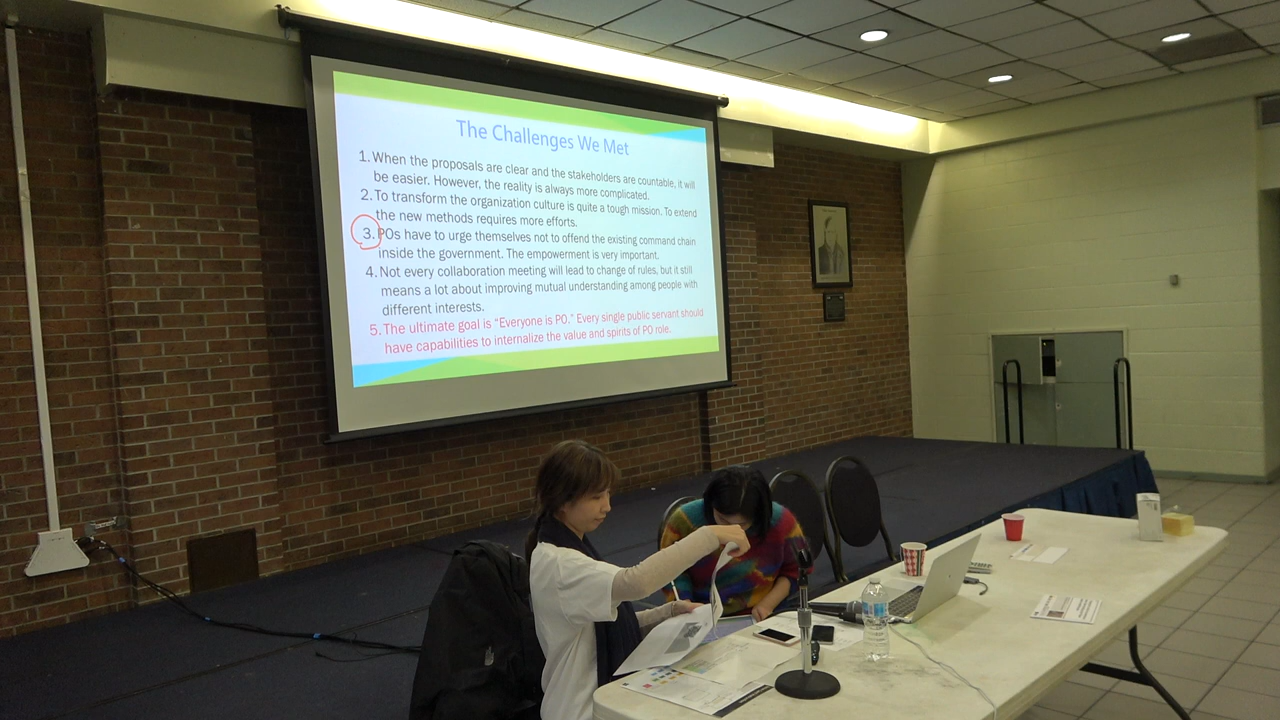 The Challenges We Met
1. When the proposals are clear and the stakeholders are countable, it will
be easier. However, the reality is always more complicated.
2. To transform the organization culture is quite a tough mission. To extend
the new methods requires more efforts.
3. POs have to urge themselves not to offend the existing command chain
inside the government. The empowerment is very important.
4. Not every collaboration meeting will lead to change of rules, but it still
means a lot about improving mutual understanding among people with
different interests.
5. The ultimate goal is “Everyone is PO.” Every single public servant should
have capabilities to internalize the value and spirits of PO role.